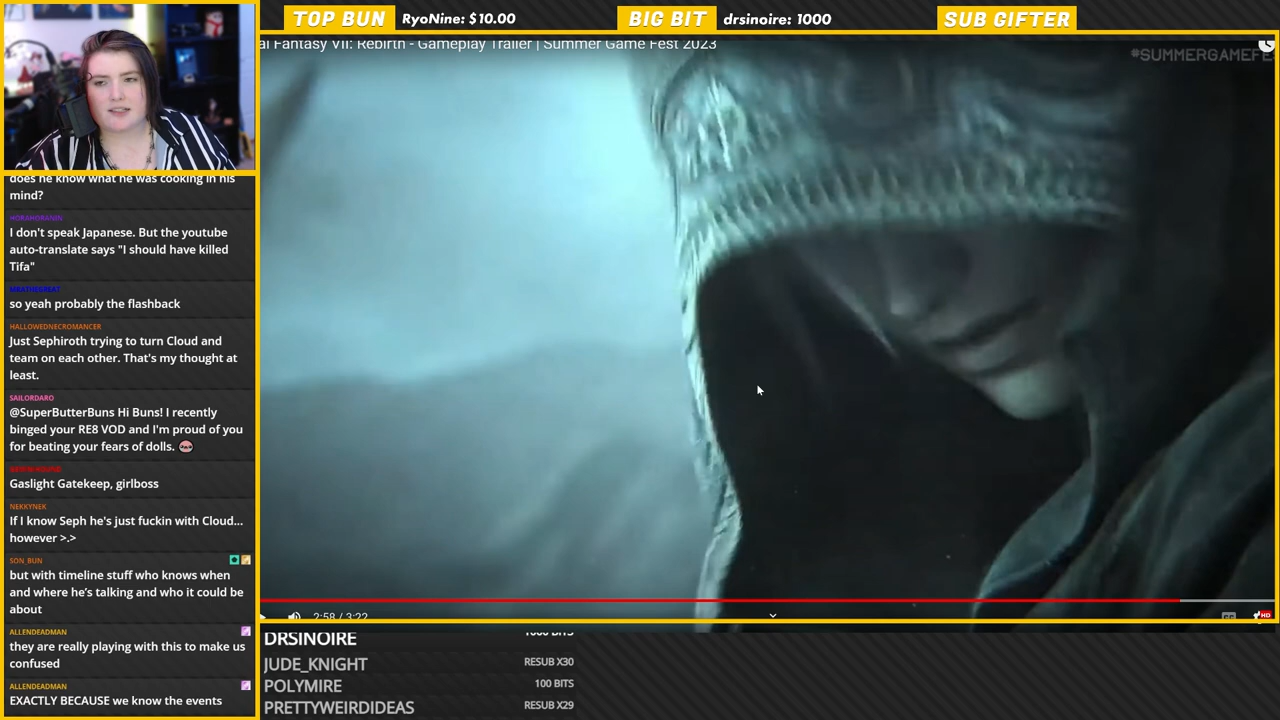 TOP BUN
RyoNine: $10.00
BIG BIT
drsinoire: 1000
SUB GIFTER
al Fantasy VII: Rebirth - Gameplay Trailer | Summer Game Fest 2023
#SUMMERGAMEFE
does he know what he was cooking in his
mind?
I don't speak Japanese. But the youtube
auto-translate says "I should have killed
Tifa"
so yeah probably the flashback
HALLOWEDNECROMANCER
Just Sephiroth trying to turn Cloud and
team on each other. That's my thought at
least.
SAILORDARO
@SuperButterBuns Hi Buns! I recently
binged your RE8 VOD and I'm proud of you
for beating your fears of dolls.
Gaslight Gatekeep, girlboss
NEKKYNEK
If I know Seph he's just fuckin with Cloud...
however >.>
SON_BUN
but with timeline stuff who knows when
and where he's talking and who it could be
about
ALLENDEADMAN
they are really playing with this to make us
confused
ALLENDEADMAN
EXACTLY BECAUSE we know the events
2:58 / 3:22
CC
HD
DRSINOIRE 1000 BITS
JUDE_KNIGHT RESUB X30
POLYMIRE 100 BITS
PRETTYWEIRDIDEAS RESUB X29